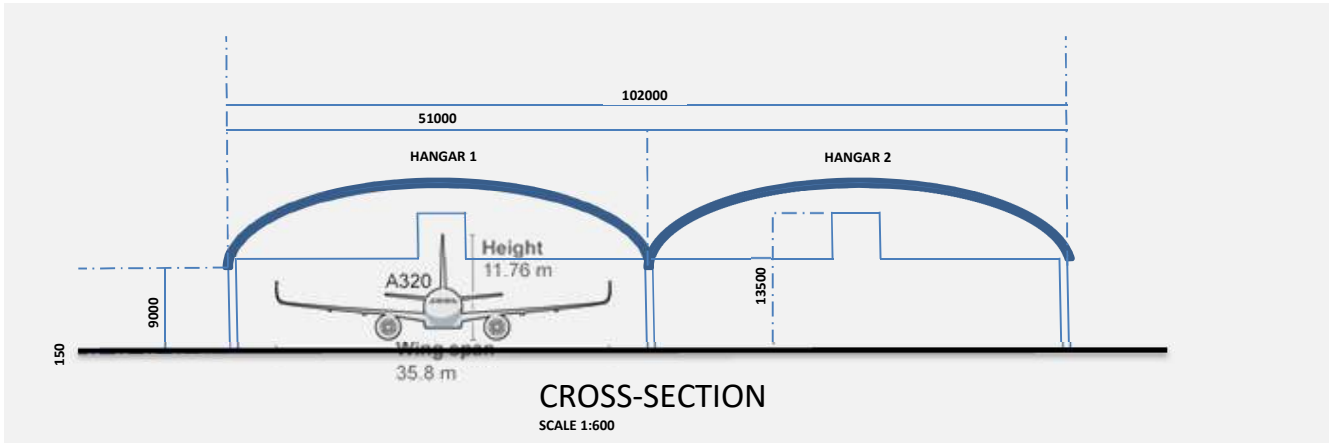 102000
51000
HANGAR 1
HANGAR 2
Height
11.76 m
A320
13500
9000
150
Wing span
35.8 m
CROSS-SECTION
SCALE 1:600